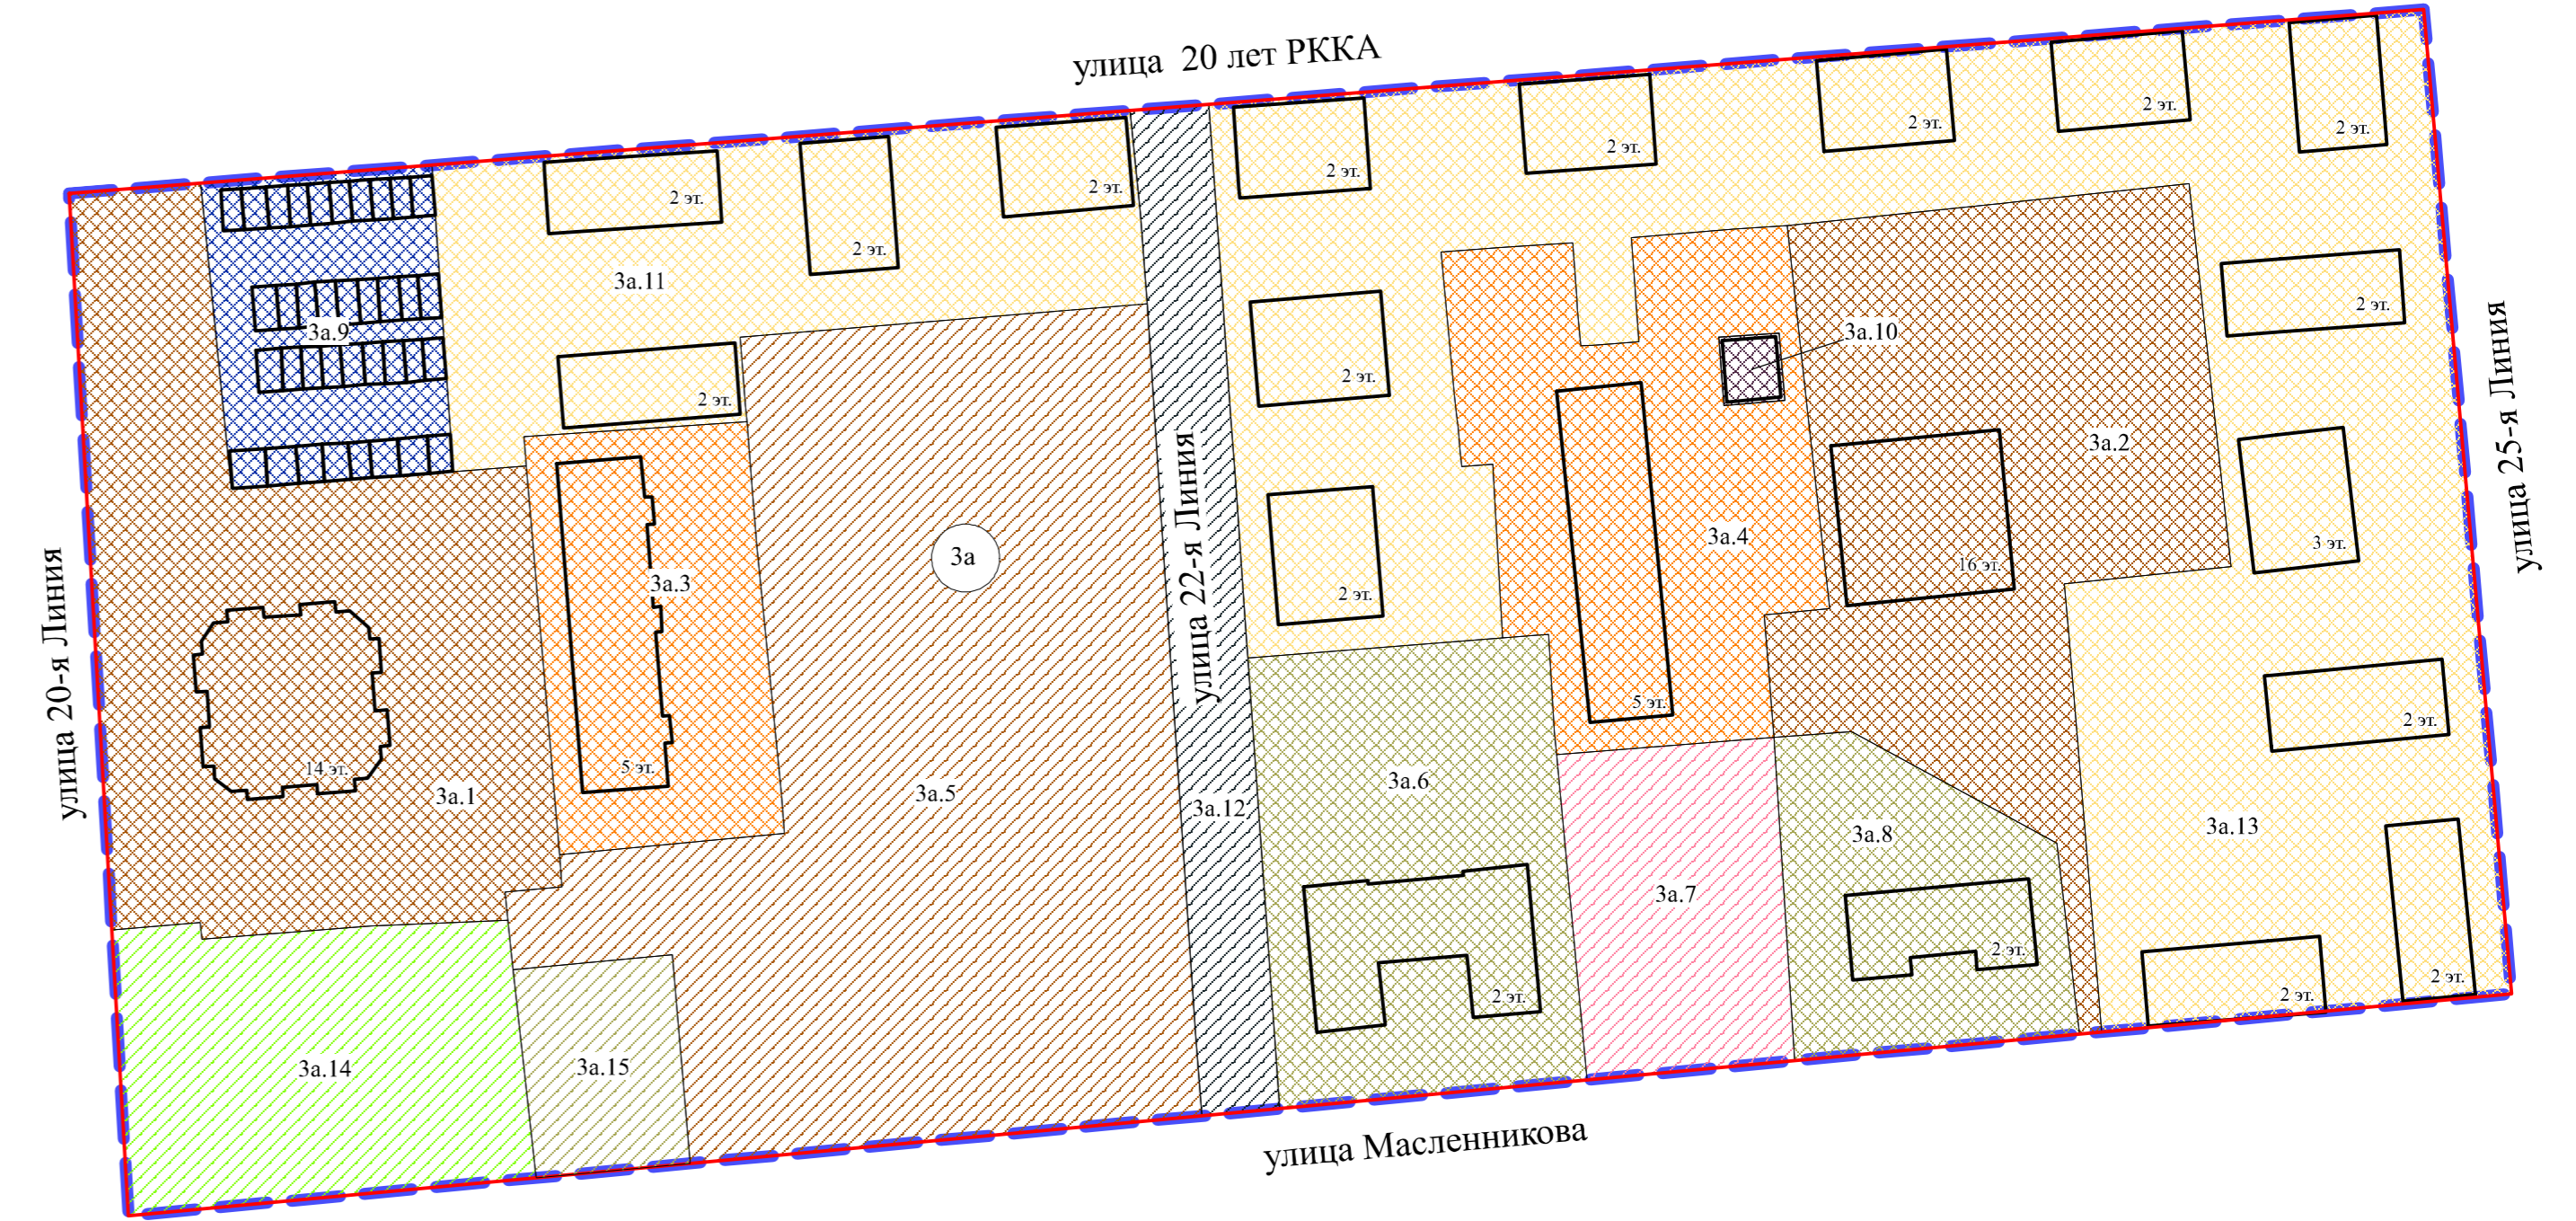 улица 20 лет РККА
2 эт.
2 эт.
2 эт.
2 эт.
2 эт.
2 эт.
2 эт.
2 эт.
2 эт.
3а.11
3а.9
3а.10
2 эт.
2 эт.
2 эт.
3а.2
3а.4
16 эт.
3 эт.
3а
3а.3
2 эт.
улица 20-я Линия
улица 22-я Линия
улица 25-я Линия
5 эт.
2 эт.
14 эт.
5 эт.
3а.1
3а.5
3а.12
3а.6
3а.8
3а.13
3а.7
2 эт.
2 эт.
2 эт.
2 эт.
3а.14
3а.15
улица Масленникова